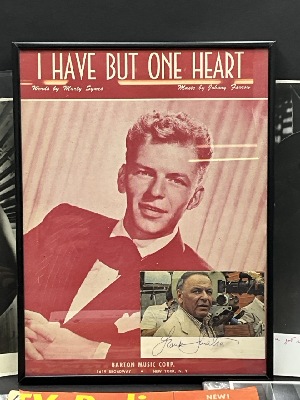 I HAVE BUT ONE HEART
Words by Marty Symes Music by Johnny Farrow
BARTON MUSIC CORP.
1619 BROADWAY • NEW YORK, N. Y.
NEW!